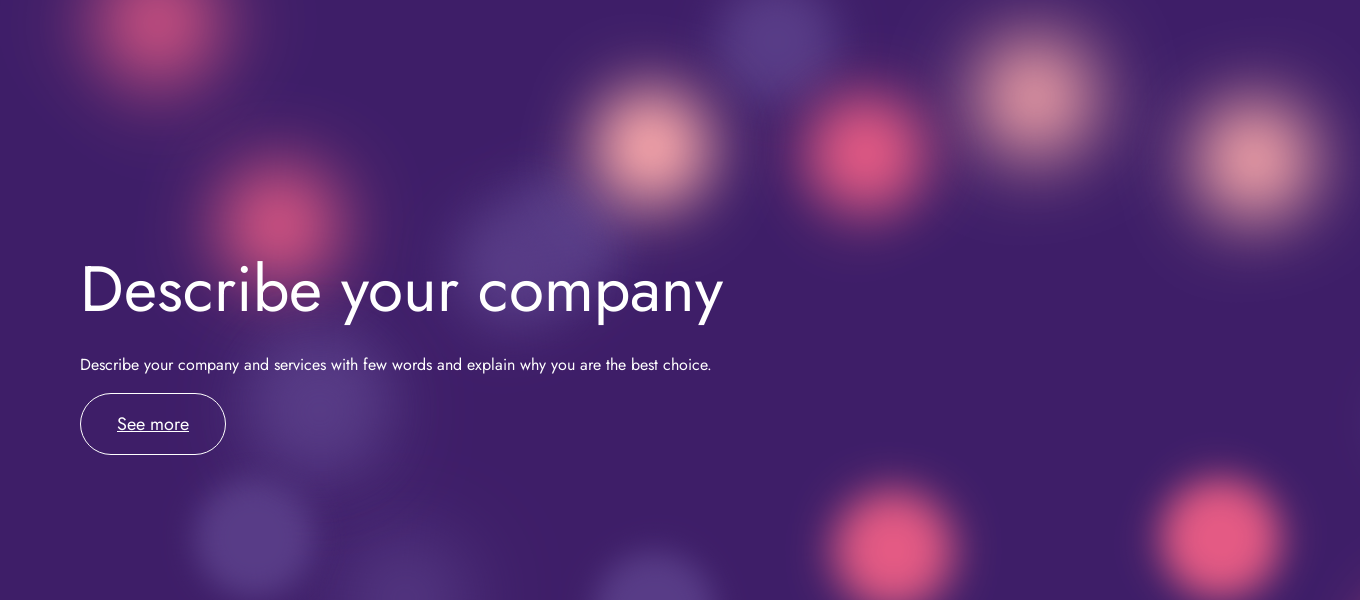 Describe your company
Describe your company and services with few words and explain why you are the best choice.
See more